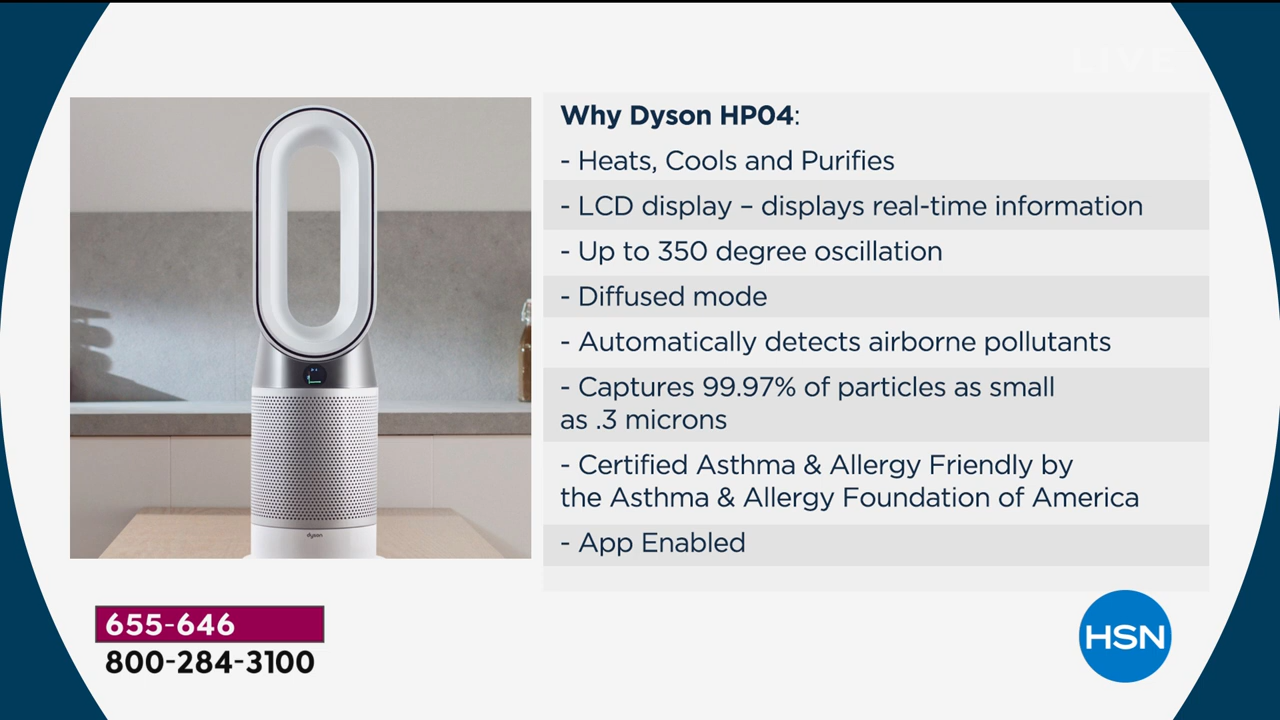 LIVE
Why Dyson HP04:
- Heats, Cools and Purifies
- LCD display – displays real-time information
- Up to 350 degree oscillation
- Diffused mode
- Automatically detects airborne pollutants
- Captures 99.97% of particles as small
as .3 microns
- Certified Asthma & Allergy Friendly by
the Asthma & Allergy Foundation of America
- App Enabled
dyson
655-646
800-284-3100
HSN